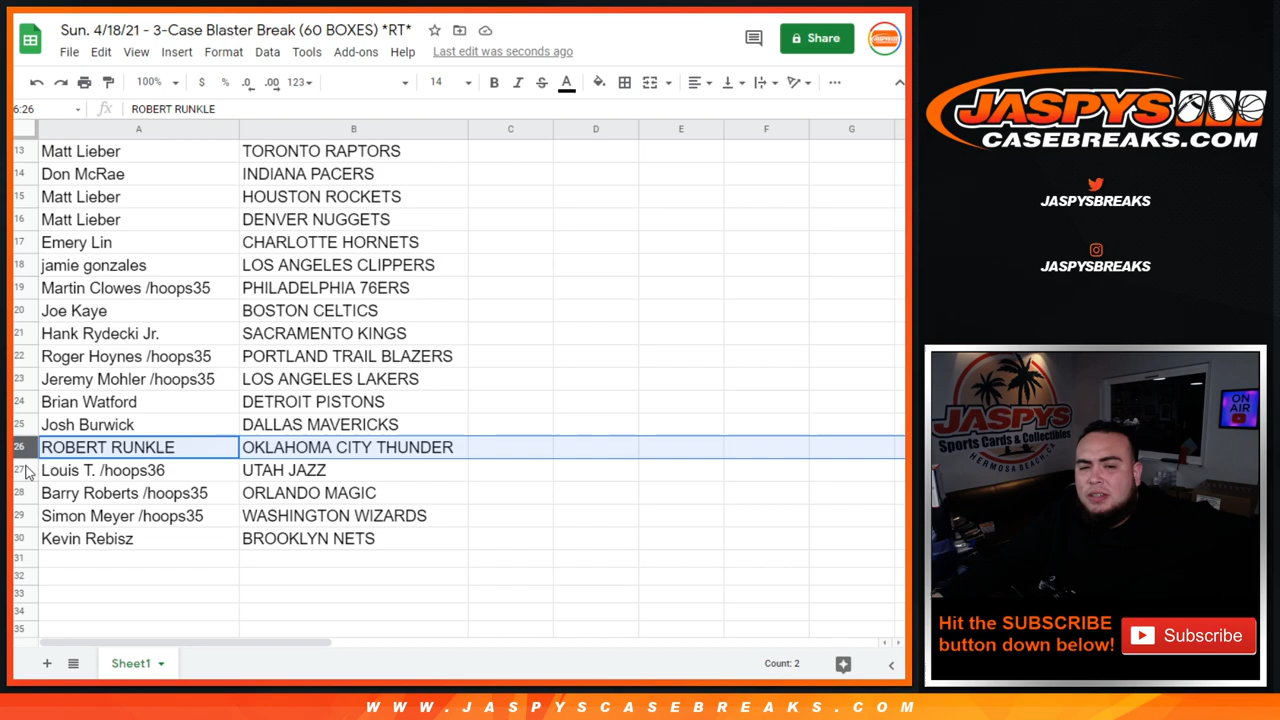 Sun. 4/18/21 - 3-Case Blaster Break (60 BOXES) *RT*
File Edit View Insert Format Data Tools Add-ons Help Last edit was seconds ago
Share
100% $ % .0 .00 123 14 B I S A
6:26 fx ROBERT RUNKLE
A B C D E F G
13 Matt Lieber TORONTO RAPTORS
14 Don McRae INDIANA PACERS
15 Matt Lieber HOUSTON ROCKETS
16 Matt Lieber DENVER NUGGETS
17 Emery Lin CHARLOTTE HORNETS
18 jamie gonzales LOS ANGELES CLIPPERS
19 Martin Clowes /hoops35 PHILADELPHIA 76ERS
20 Joe Kaye BOSTON CELTICS
21 Hank Rydecki Jr. SACRAMENTO KINGS
22 Roger Hoynes /hoops35 PORTLAND TRAIL BLAZERS
23 Jeremy Mohler /hoops35 LOS ANGELES LAKERS
24 Brian Watford DETROIT PISTONS
25 Josh Burwick DALLAS MAVERICKS
26 ROBERT RUNKLE OKLAHOMA CITY THUNDER
27 Louis T. /hoops36 UTAH JAZZ
28 Barry Roberts /hoops35 ORLANDO MAGIC
29 Simon Meyer /hoops35 WASHINGTON WIZARDS
30 Kevin Rebisz BROOKLYN NETS
31
32
33
34
35
Sheet1
Count: 2
JASPYS
CASEBREAKS.COM
JASPYSBREAKS
JASPYSBREAKS
JASPYS
Sports Cards & Collectibles
HERMOSA BEACH, CA
ON AIR
Hit the SUBSCRIBE
button down below!
Subscribe
WWW.JASPYSCASEBREAKS.COM